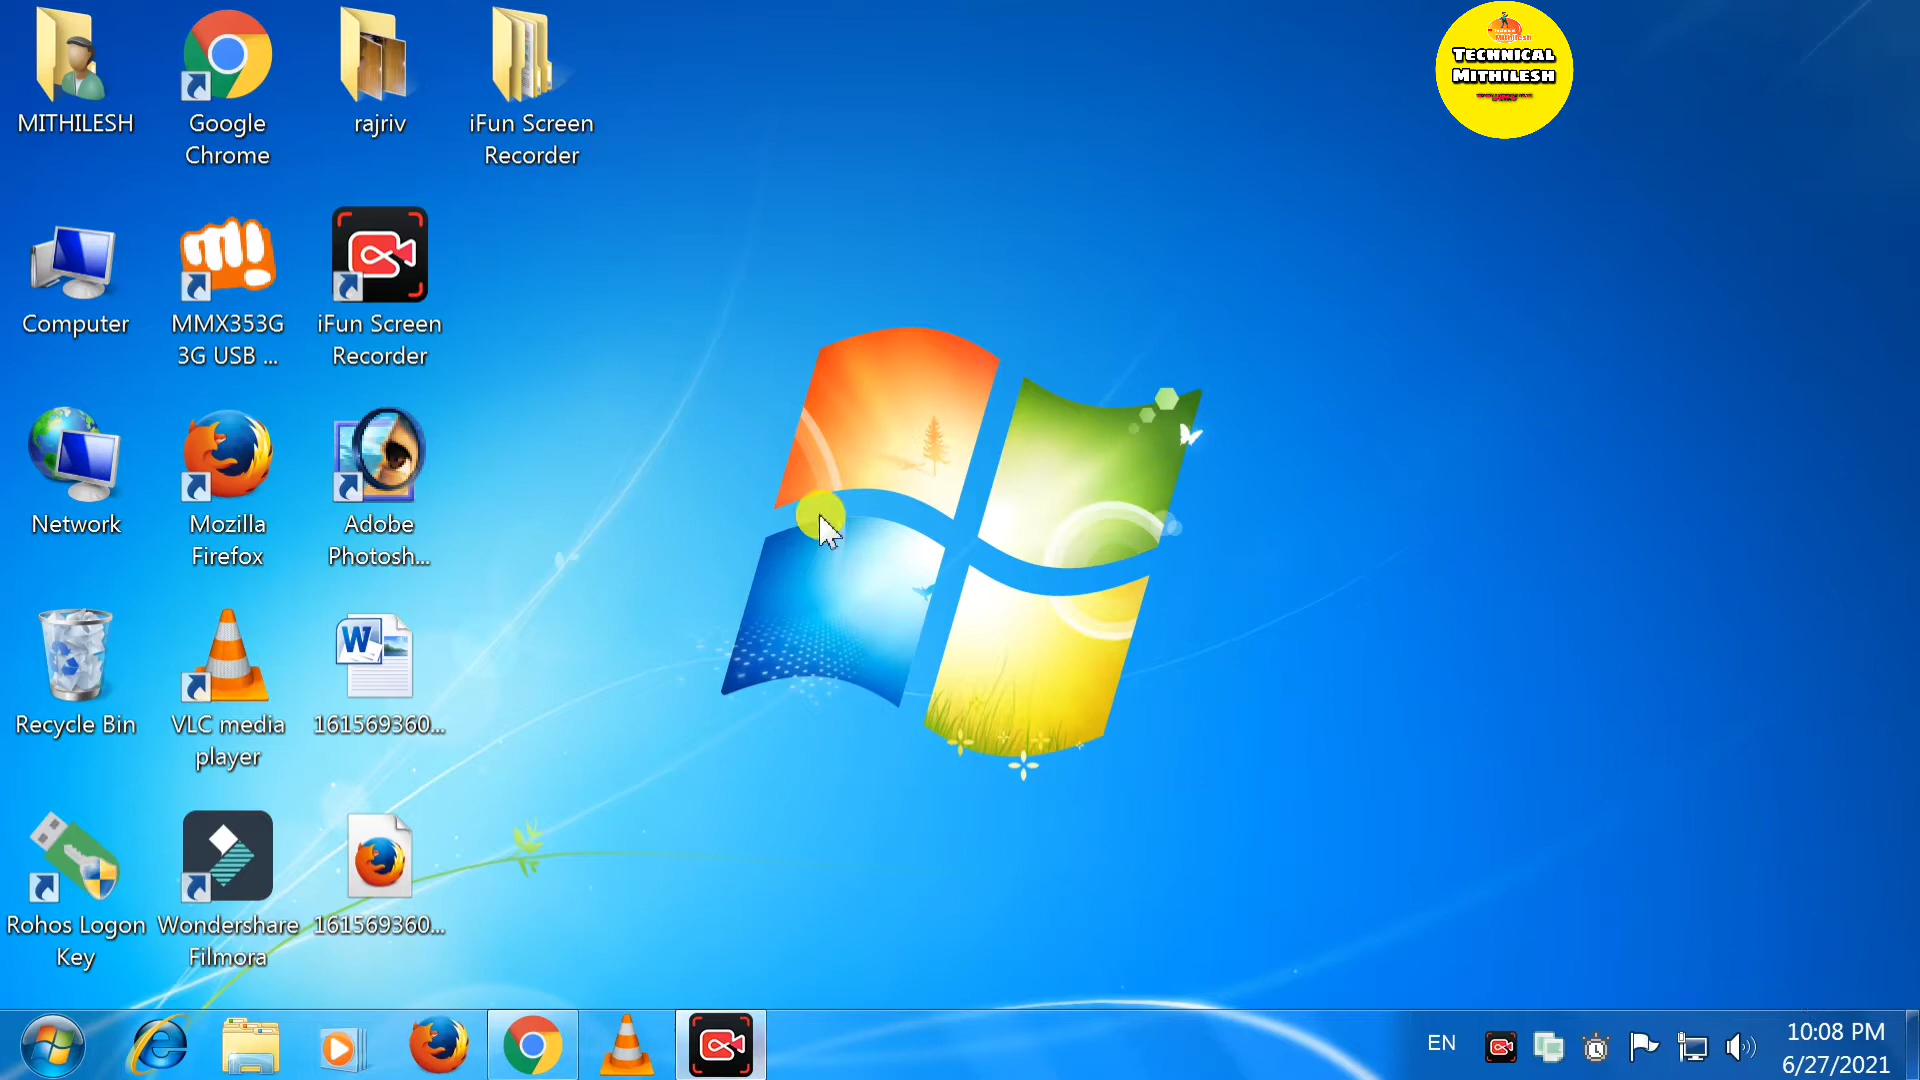 MITHILESH
Google
Chrome
rajriv
iFun Screen
Recorder
TECHNICAL
MITHILESH
Computer
MMX353G
3G USB ...
iFun Screen
Recorder
Network
Mozilla
Firefox
Adobe
Photosh...
W
Recycle Bin
VLC media
player
161569360...
Rohos Logon
Key
Wondershare
Filmora
161569360...
EN
10:08 PM
6/27/2021